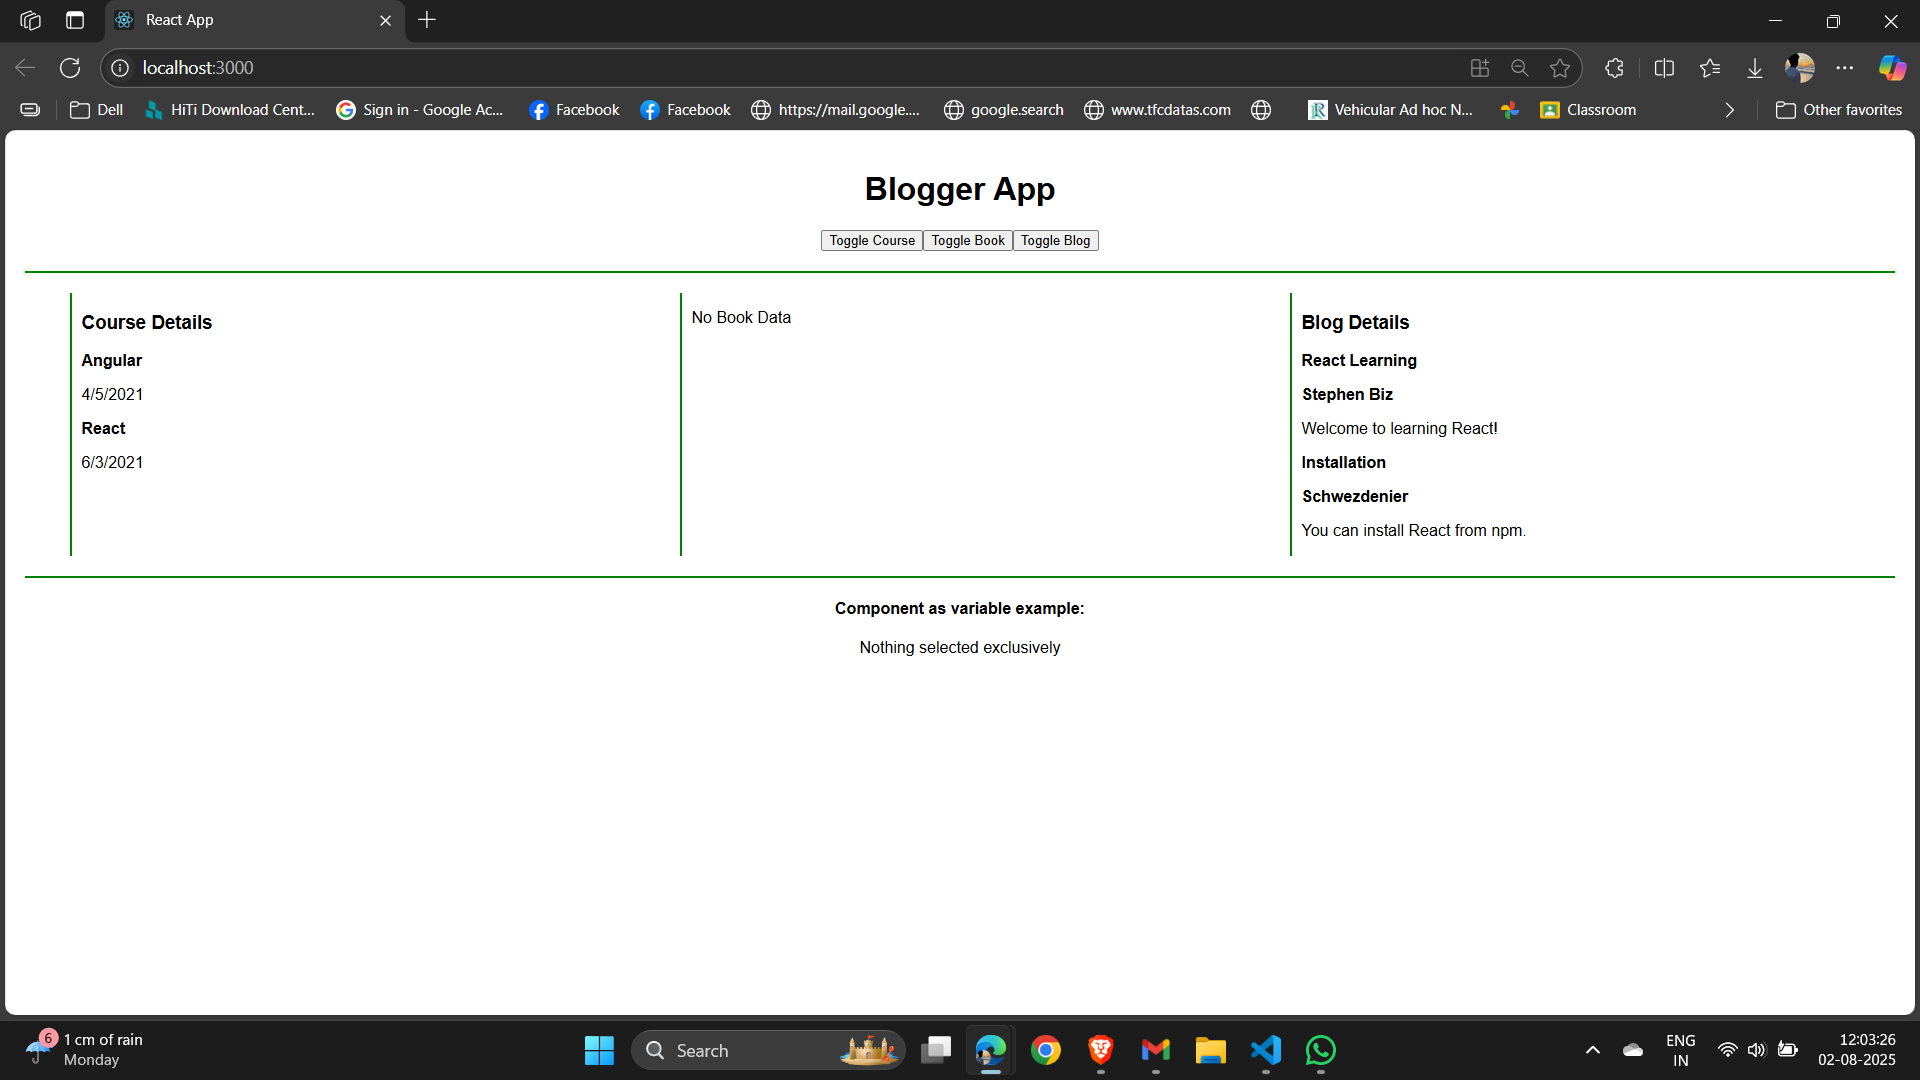 React App
localhost:3000
Dell
HiTi Download Cent...
Sign in - Google Ac...
Facebook
Facebook
https://mail.google....
google.search
www.tfcdatas.com
Vehicular Ad hoc N...
Classroom
Other favorites
Blogger App
Toggle Course Toggle Book Toggle Blog
Course Details
Angular
4/5/2021
React
6/3/2021
No Book Data
Blog Details
React Learning
Stephen Biz
Welcome to learning React!
Installation
Schwezdenier
You can install React from npm.
Component as variable example:
Nothing selected exclusively
6
1 cm of rain
Monday
Search
ENG
IN
12:03:26
02-08-2025